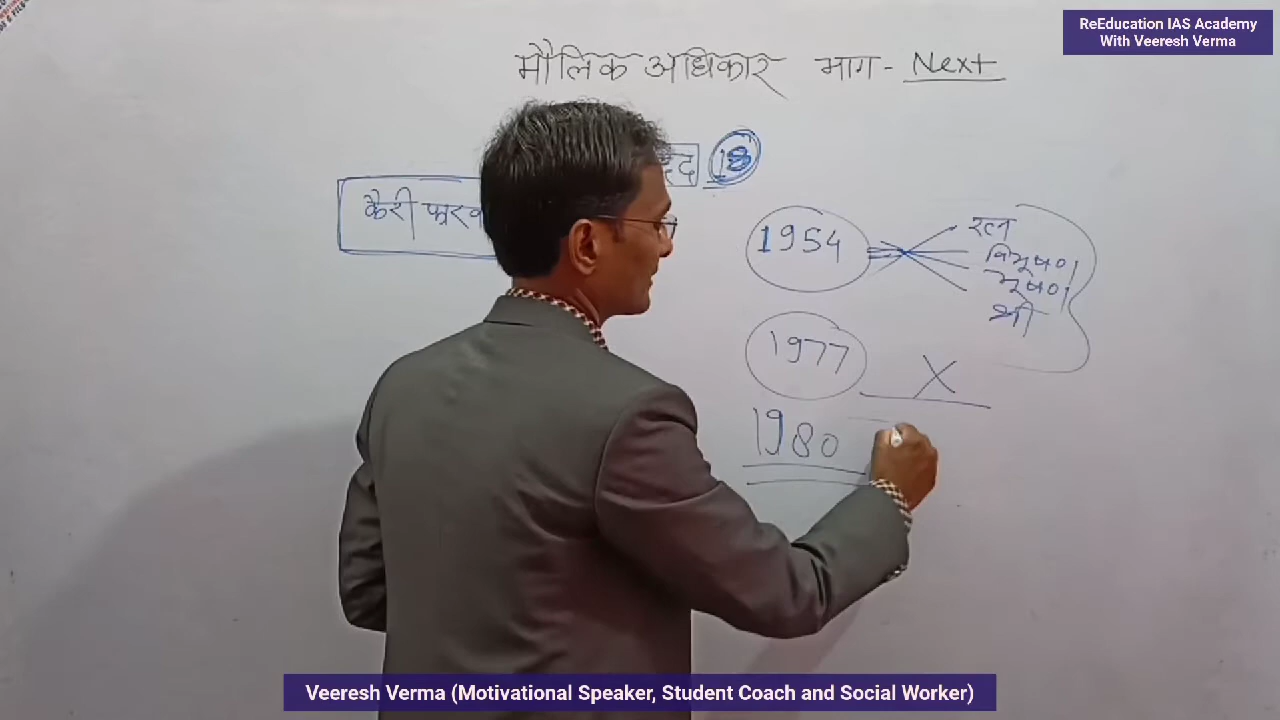 ReEducation IAS Academy
With Veeresh Verma
मौलिक अधिकार भाग - Next
18
कैरी फारव
1954
रत्न
विभूषण
भूषण
श्री
1977 X
1980
Veeresh Verma (Motivational Speaker, Student Coach and Social Worker)